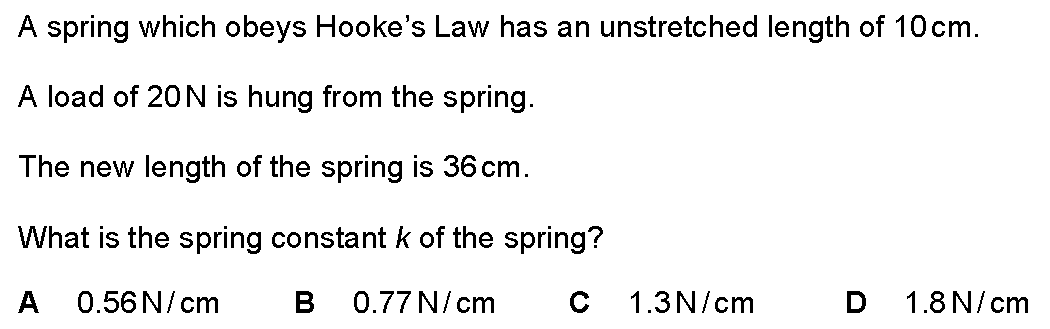 A spring which obeys Hooke’s Law has an unstretched length of 10 cm.
A load of 20 N is hung from the spring.
The new length of the spring is 36 cm.
What is the spring constant k of the spring?
A 0.56 N / cm B 0.77 N / cm C 1.3 N / cm D 1.8 N / cm